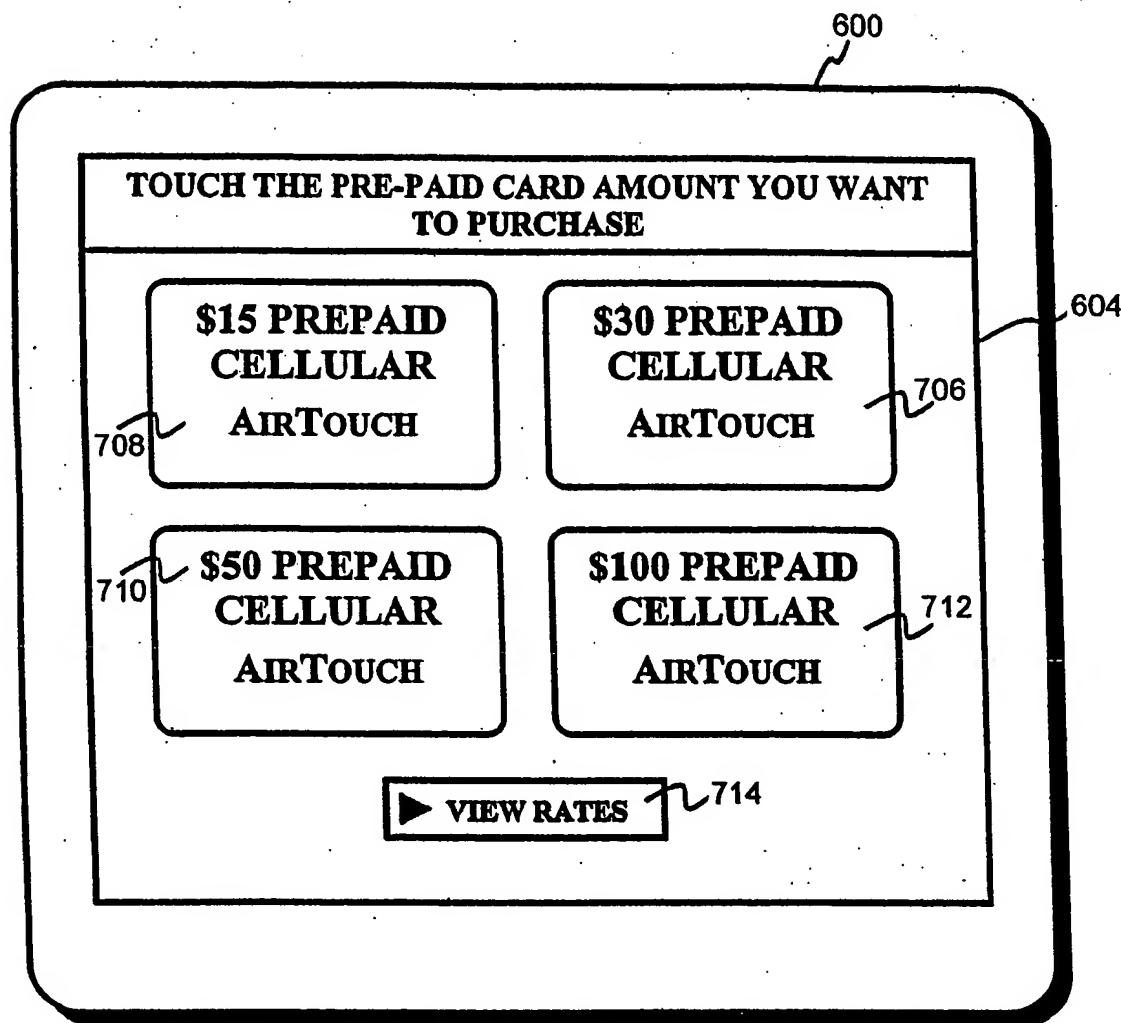 600
TOUCH THE PRE-PAID CARD AMOUNT YOU WANT
TO PURCHASE
604
$15 PREPAID
CELLULAR
AIRTOUCH
708
$30 PREPAID
CELLULAR
AIRTOUCH
706
710
$50 PREPAID
CELLULAR
AIRTOUCH
$100 PREPAID
CELLULAR
AIRTOUCH
712
VIEW RATES
714